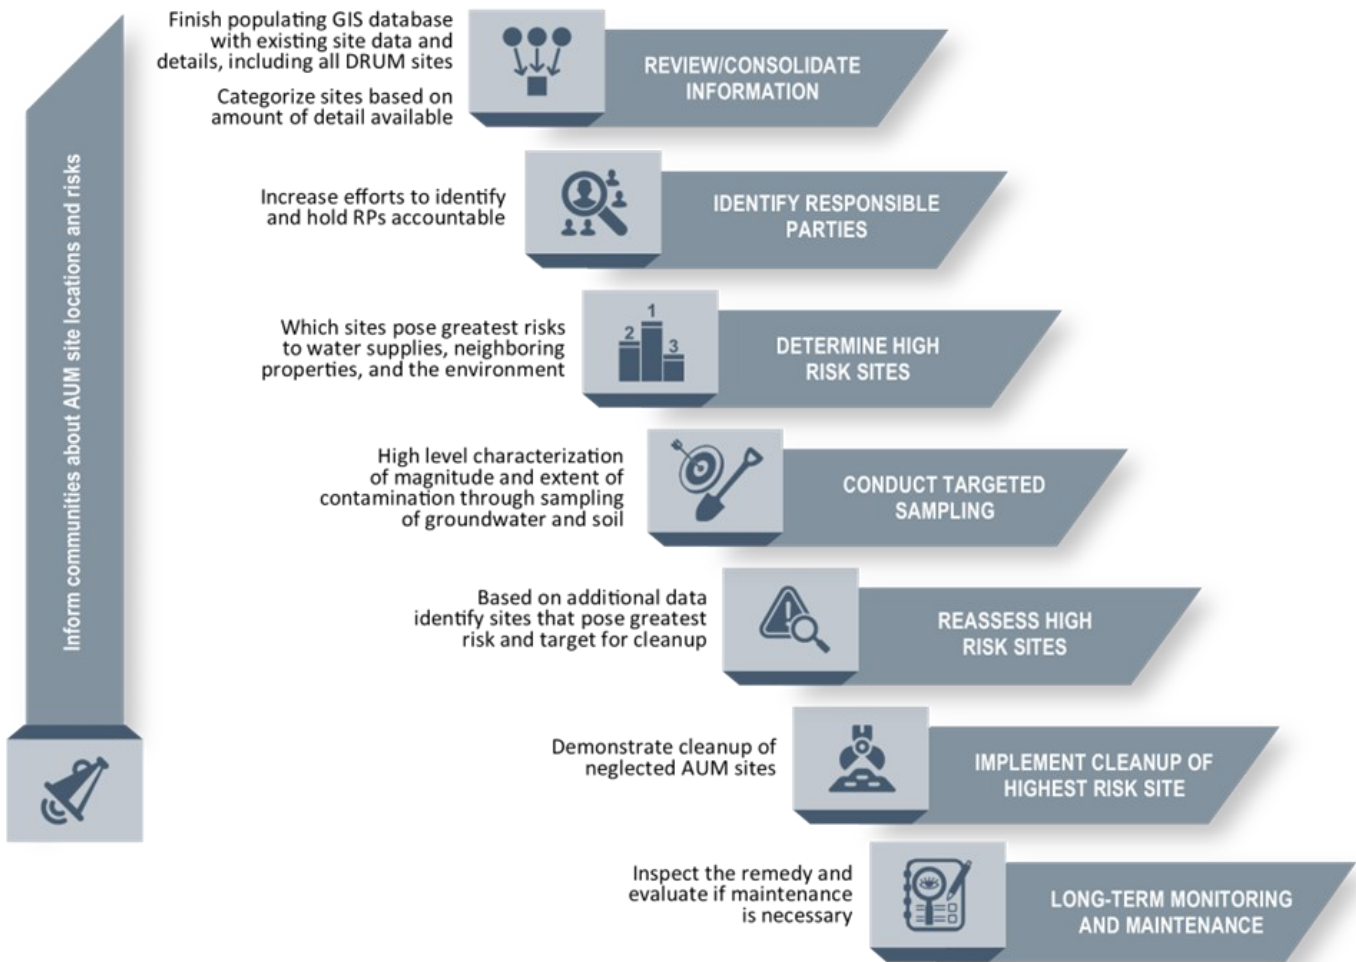 Inform communities about AUM site locations and risks
Finish populating GIS database
with existing site data and
details, including all DRUM sites
Categorize sites based on
amount of detail available
REVIEW/CONSOLIDATE
INFORMATION
Increase efforts to identify
and hold RPs accountable
IDENTIFY RESPONSIBLE
PARTIES
Which sites pose greatest risks
to water supplies, neighboring
properties, and the environment
1
2
3
DETERMINE HIGH
RISK SITES
High level characterization
of magnitude and extent of
contamination through sampling
of groundwater and soil
CONDUCT TARGETED
SAMPLING
Based on additional data
identify sites that pose greatest
risk and target for cleanup
REASSESS HIGH
RISK SITES
Demonstrate cleanup of
neglected AUM sites
IMPLEMENT CLEANUP OF
HIGHEST RISK SITE
Inspect the remedy and
evaluate if maintenance
is necessary
LONG-TERM MONITORING
AND MAINTENANCE